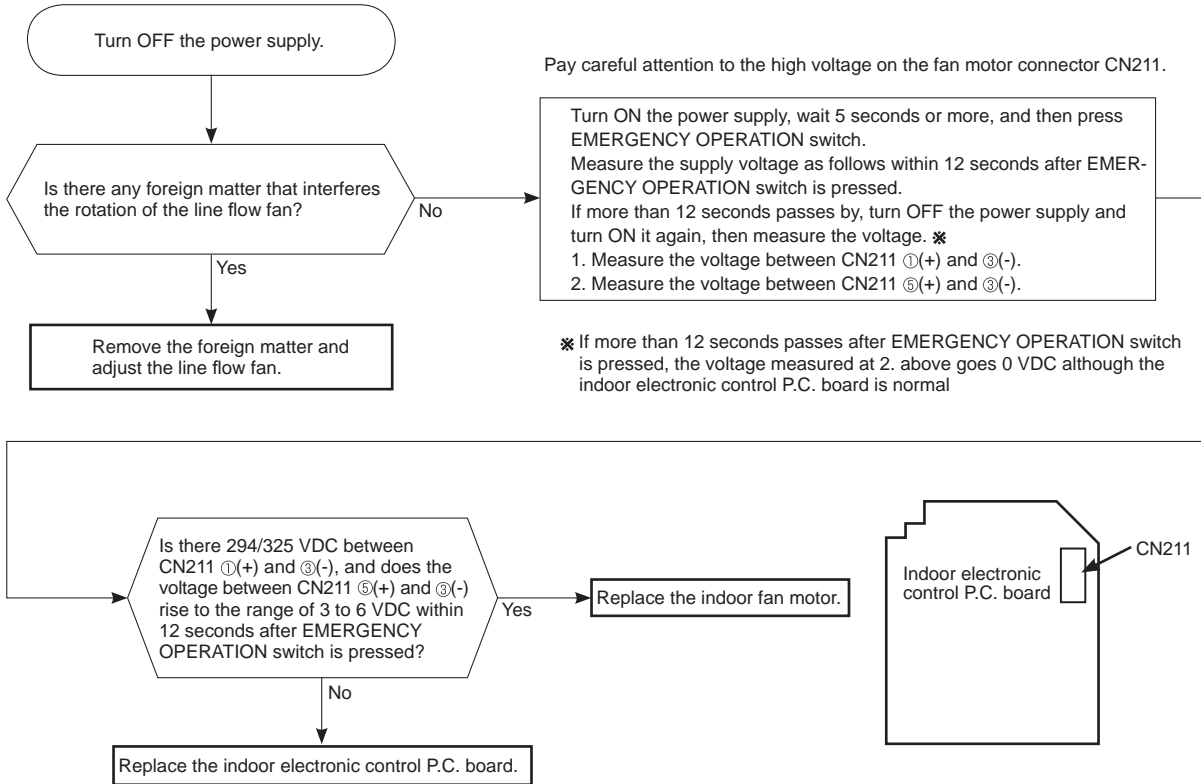 Turn OFF the power supply.
Pay careful attention to the high voltage on the fan motor connector CN211.
Is there any foreign matter that interferes
the rotation of the line flow fan?
No
Yes
Turn ON the power supply, wait 5 seconds or more, and then press
EMERGENCY OPERATION switch.
Measure the supply voltage as follows within 12 seconds after EMER-
GENCY OPERATION switch is pressed.
If more than 12 seconds passes by, turn OFF the power supply and
turn ON it again, then measure the voltage. ※
1. Measure the voltage between CN211 ①(+) and ③(-).
2. Measure the voltage between CN211 ⑤(+) and ③(-).
Remove the foreign matter and
adjust the line flow fan.
※ If more than 12 seconds passes after EMERGENCY OPERATION switch
is pressed, the voltage measured at 2. above goes 0 VDC although the
indoor electronic control P.C. board is normal
Is there 294/325 VDC between
CN211 ①(+) and ③(-), and does the
voltage between CN211 ⑤(+) and ③(-)
rise to the range of 3 to 6 VDC within
12 seconds after EMERGENCY
OPERATION switch is pressed?
Yes
Replace the indoor fan motor.
No
Replace the indoor electronic control P.C. board.
CN211
Indoor electronic
control P.C. board